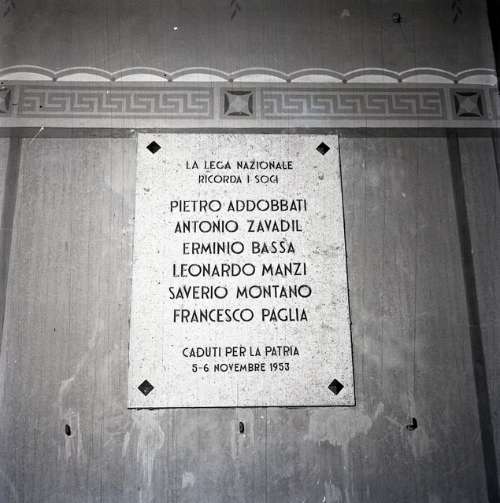 LA LEGA NAZIONALE
RICORDA I SOCI
PIETRO ADDOBBATI
ANTONIO ZAVADIL
ERMINIO BASSA
LEONARDO MANZI
SAVERIO MONTANO
FRANCESCO PAGLIA
CADUTI PER LA PATRIA
5-6 NOVEMBRE 1953